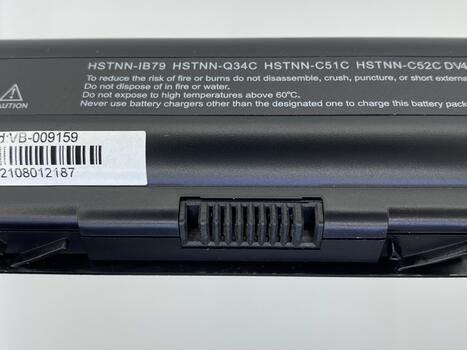 HSTNN-IB79 HSTNN-Q34C HSTNN-C51C HSTNN-C52C DV4
To reduce the risk of fire or burns do not disassemble, crush, puncture, or short external
Do not dispose of in fire or water.
Do not expose to high temperatures above 60°C.
Never use battery chargers other than the designated one to charge this battery pack
CAUTION
d:VB-009159
2108012187